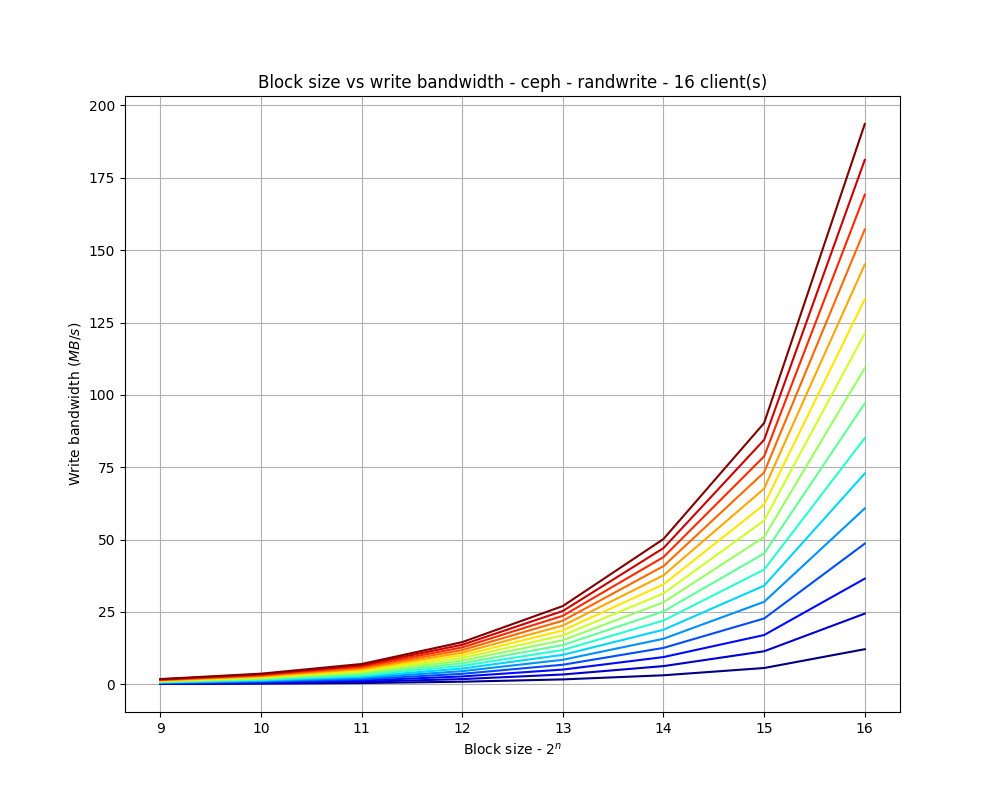 Block size vs write bandwidth - ceph - randwrite - 16 client(s)
200
175
150
125
100
75
50
25
0
Write bandwidth (MB/s)
9 10 11 12 13 14 15 16
Block size - 2ⁿ